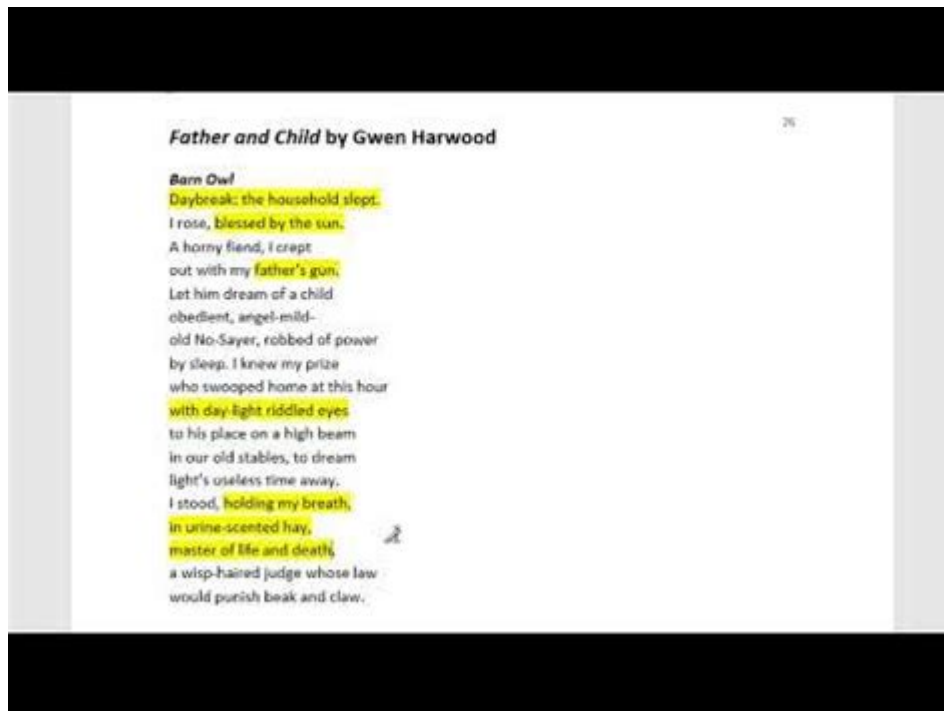 26
Father and Child by Gwen Harwood
Barn Owl
Daybreak: the household slept.
I rose, blessed by the sun.
A horny fiend, I crept
out with my father's gun.
Let him dream of a child
obedient, angel-mild-
old No-Sayer, robbed of power
by sleep. I knew my prize
who swooped home at this hour
with day-light riddled eyes
to his place on a high beam
in our old stables, to dream
light's useless time away.
I stood, holding my breath,
in urine-scented hay,
master of life and death,
a wisp-haired judge whose law
would punish beak and claw.